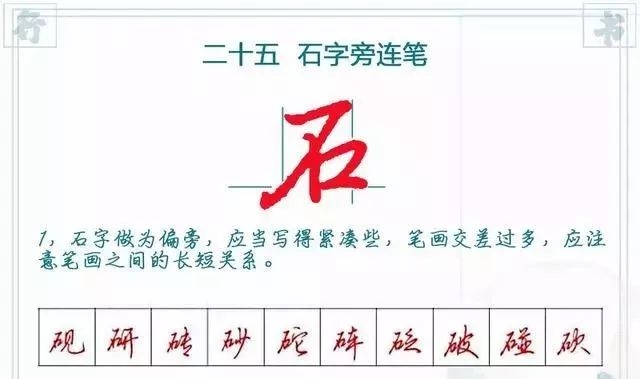 行 书
二十五 石字旁连笔
石
1，石字做为偏旁，应当写得紧凑些，笔画交差过多，应注
意笔画之间的长短关系。
砚 研 砖 砂 砣 砗 砭 破 碰 砍